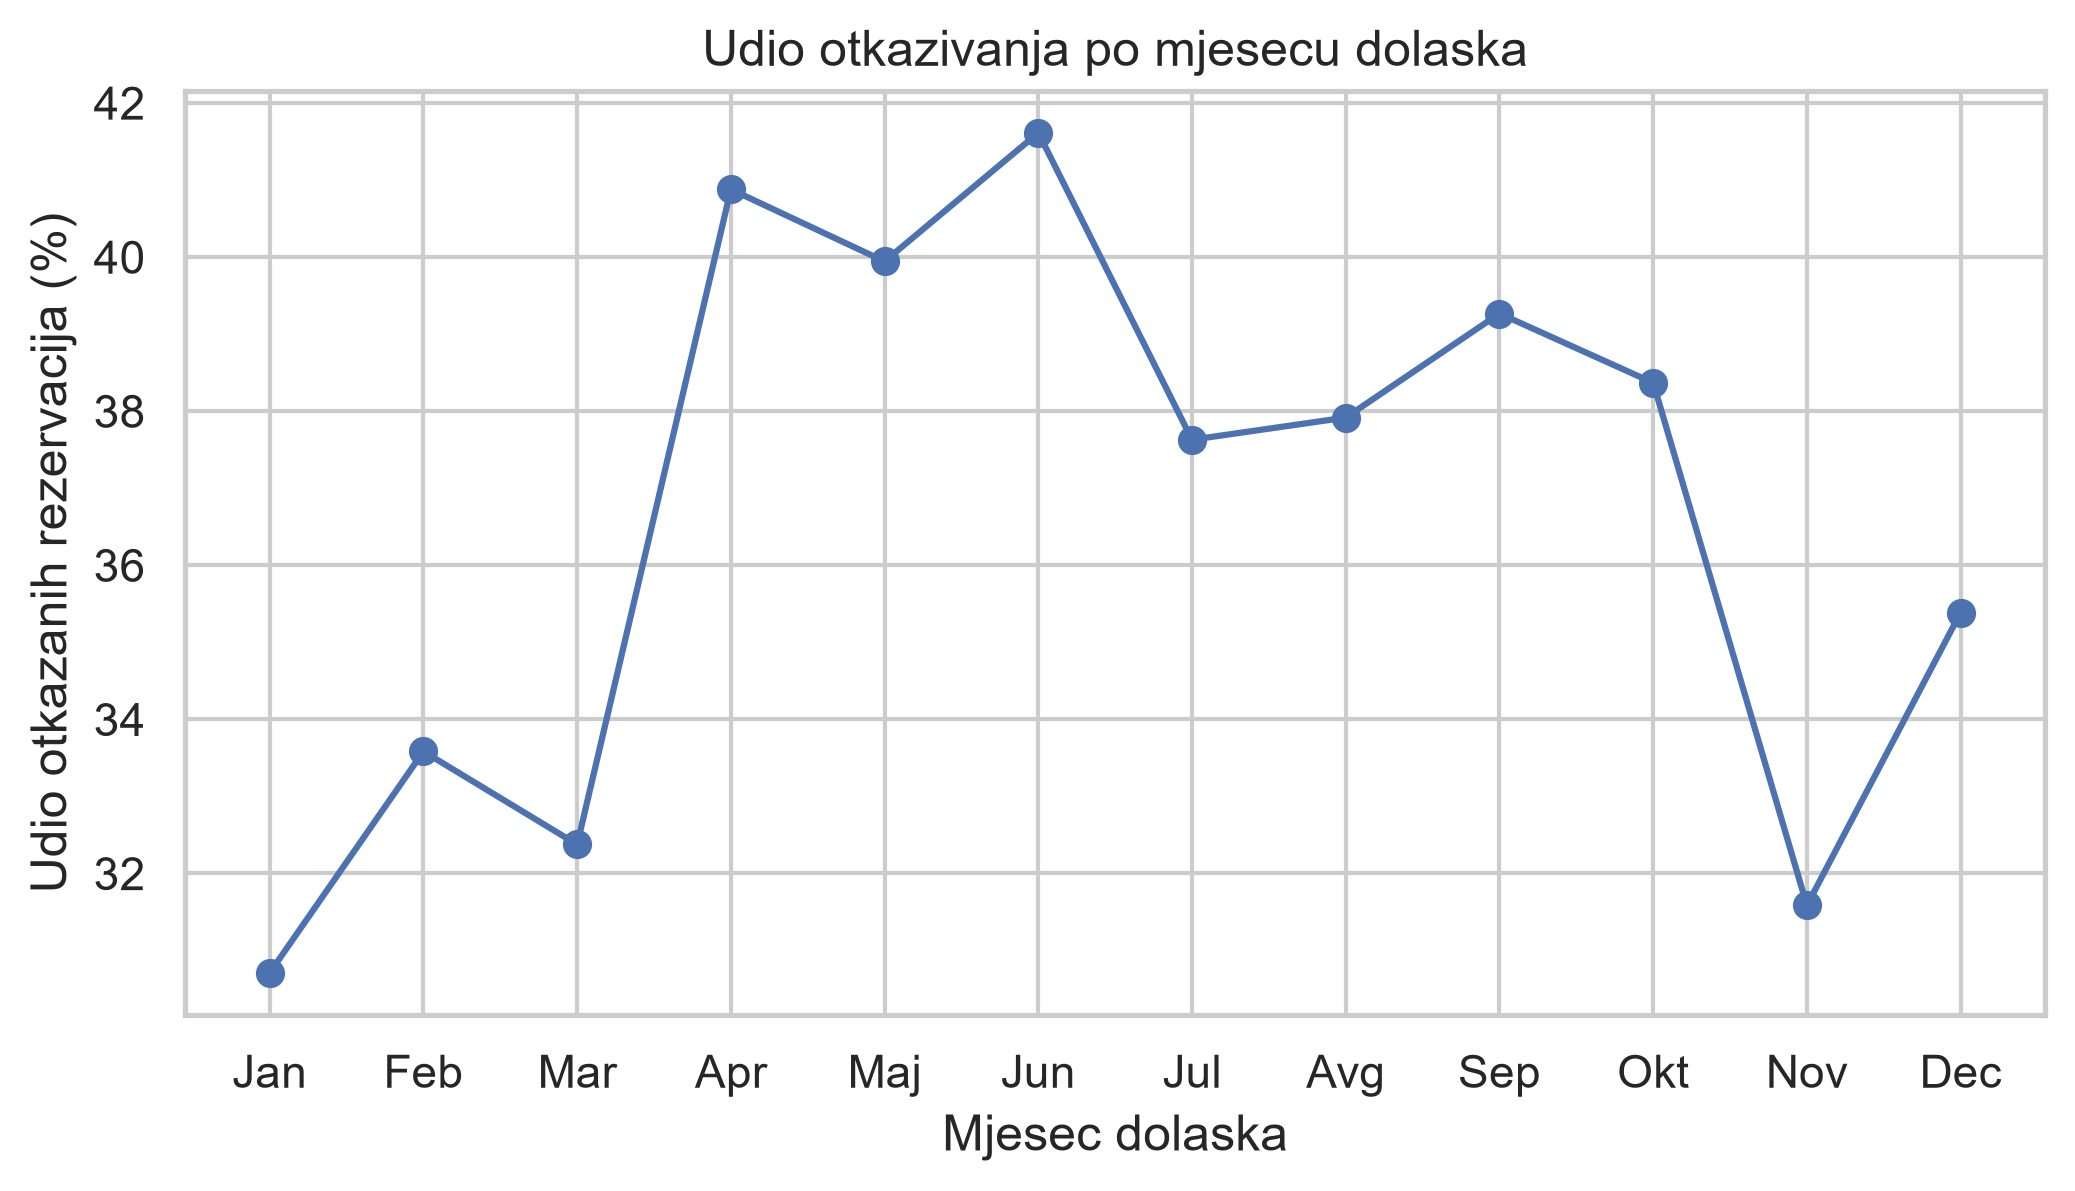 Udio otkazivanja po mjesecu dolaska
Udio otkazanih rezervacija (%)
42
40
38
36
34
32
Jan Feb Mar Apr Maj Jun Jul Avg Sep Okt Nov Dec
Mjesec dolaska